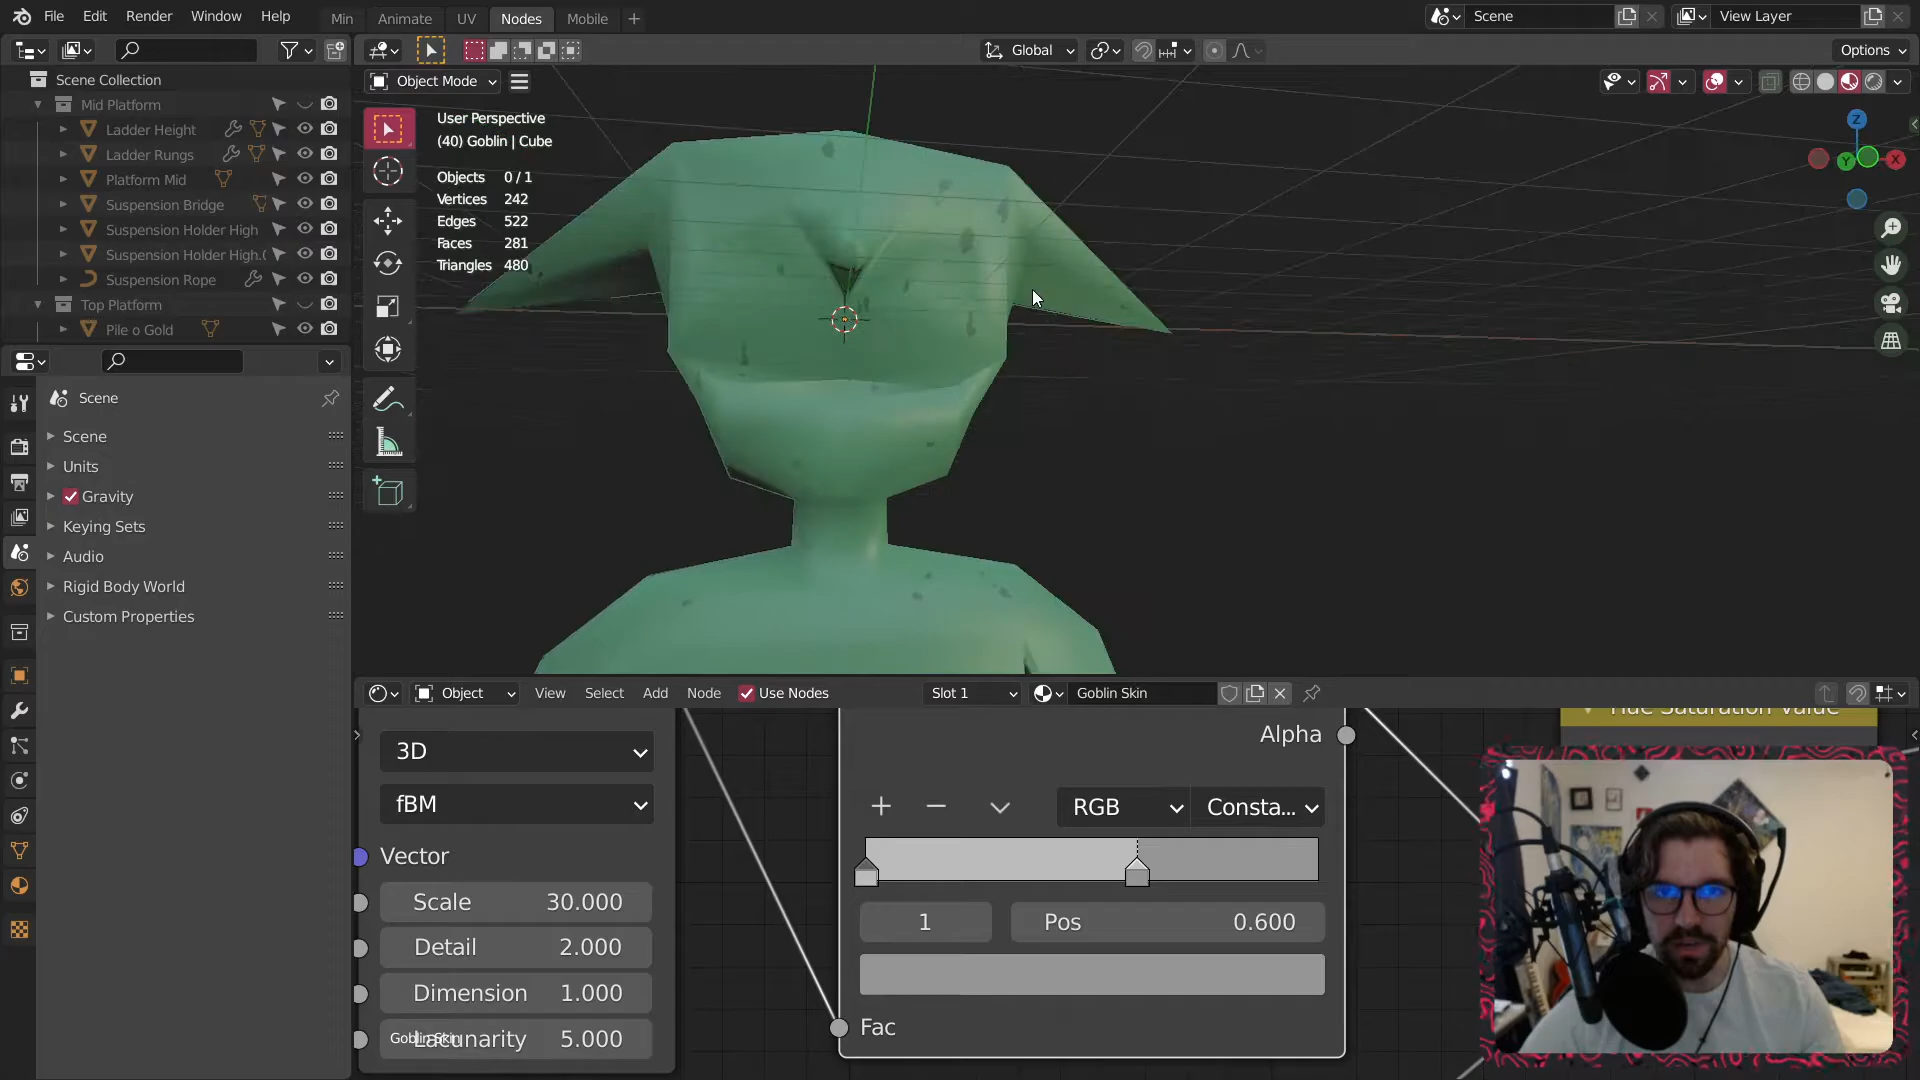 File Edit Render Window Help Min Animate UV Nodes Mobile + Scene View Layer
Global Options
Scene Collection
Mid Platform
Ladder Height
Ladder Rungs
Platform Mid
Suspension Bridge
Suspension Holder High
Suspension Holder High.
Suspension Rope
Top Platform
Pile o Gold
Object Mode
User Perspective
(40) Goblin | Cube
Objects 0 / 1
Vertices 242
Edges 522
Faces 281
Triangles 480
Z
Y
X
Scene
Scene
Units
Gravity
Keying Sets
Audio
Rigid Body World
Custom Properties
Object View Select Add Node Use Nodes Slot 1 Goblin Skin
3D
fBM
Vector
Scale 30.000
Detail 2.000
Dimension 1.000
Lacunarity 5.000
Goblin Skin
Alpha
RGB Consta...
1 Pos 0.600
Fac
Hue Saturation Value